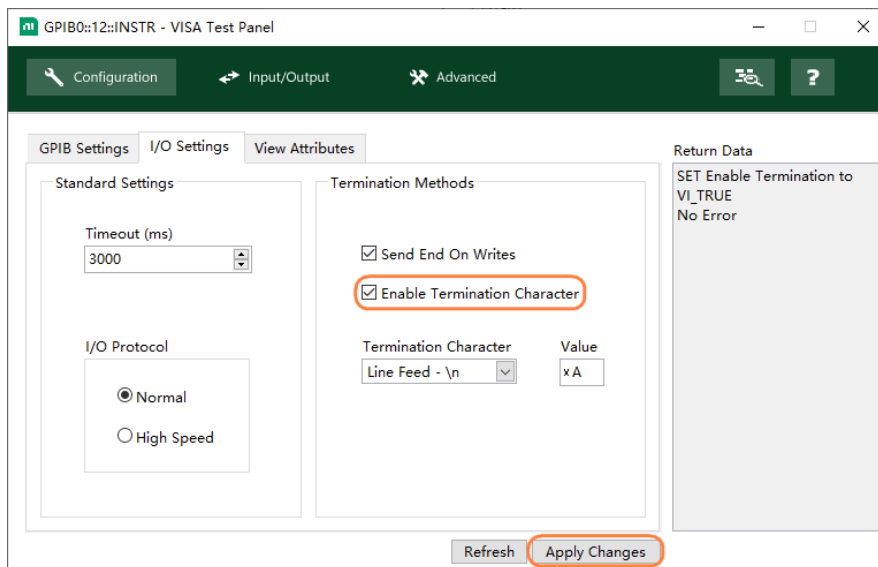 GPIB0::12::INSTR - VISA Test Panel
Configuration
Input/Output
Advanced
?
GPIB Settings
I/O Settings
View Attributes
Standard Settings
Timeout (ms)
3000
I/O Protocol
Normal
High Speed
Termination Methods
Send End On Writes
Enable Termination Character
Termination Character
Line Feed - \n
Value
xA
Return Data
SET Enable Termination to
VI_TRUE
No Error
Refresh
Apply Changes